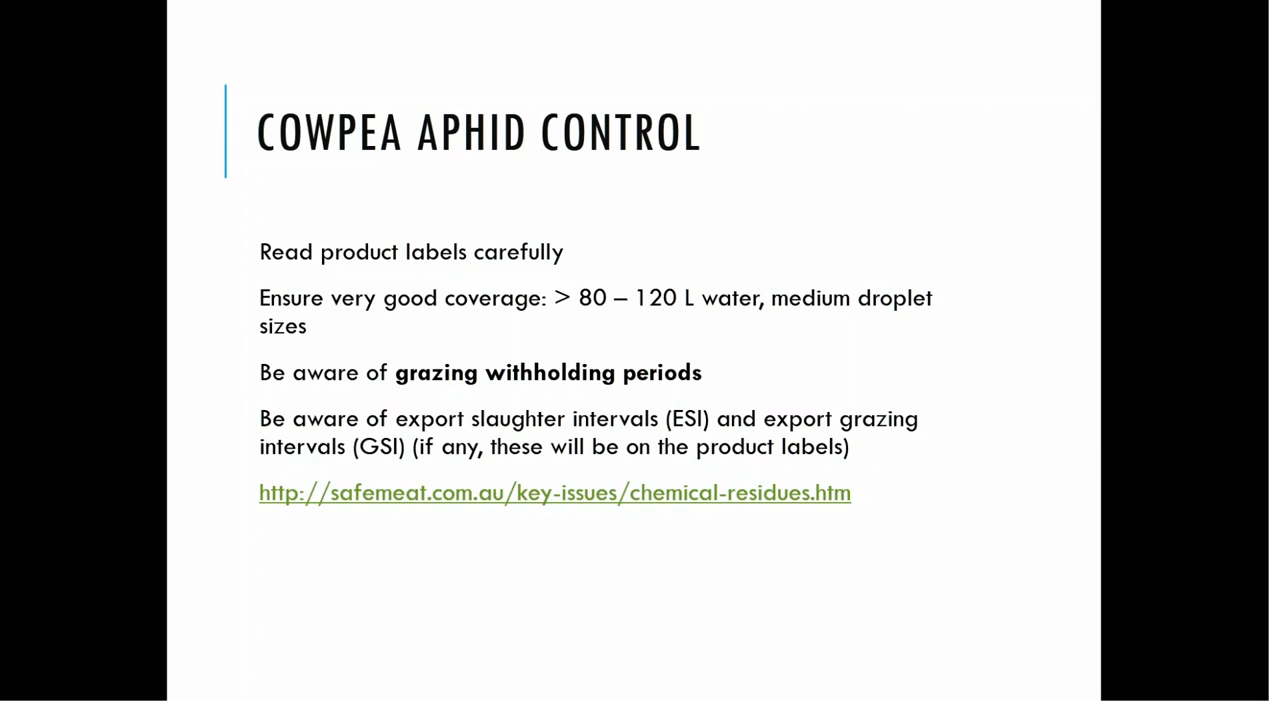 COWPEA APHID CONTROL
Read product labels carefully
Ensure very good coverage: > 80 – 120 L water, medium droplet
sizes
Be aware of grazing withholding periods
Be aware of export slaughter intervals (ESI) and export grazing
intervals (GSI) (if any, these will be on the product labels)
http://safemeat.com.au/key-issues/chemical-residues.htm